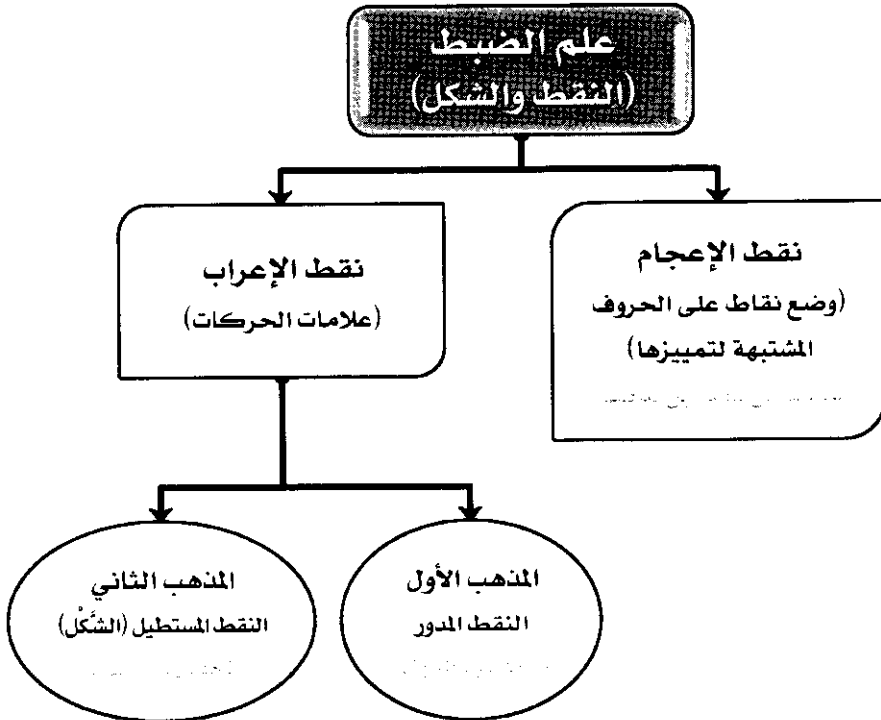 علم الضبط
(النقط والشكل)
نقط الإعجام
(وضع نقاط على الحروف
المشتبهة لتمييزها)
نقط الإعراب
(علامات الحركات)
المذهب الأول
النقط المدور
المذهب الثاني
النقط المستطيل (الشَّكْل)